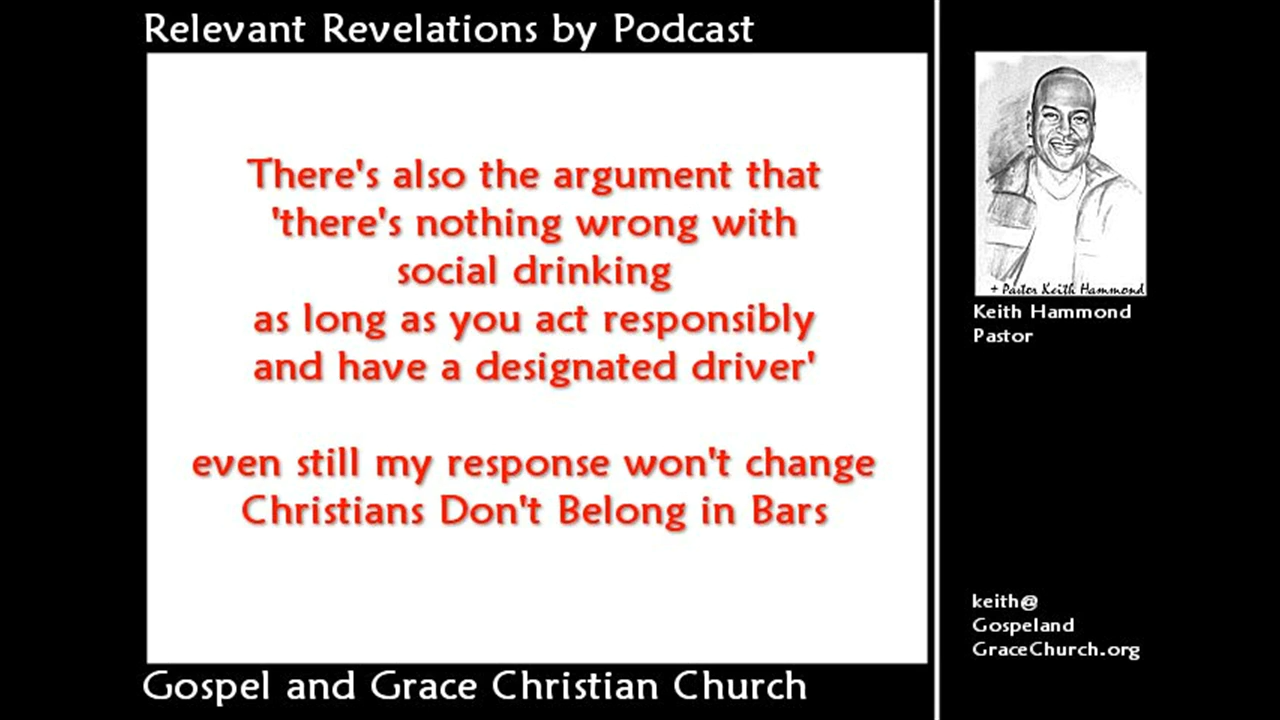 Relevant Revelations by Podcast
There's also the argument that
'there's nothing wrong with
social drinking
as long as you act responsibly
and have a designated driver'
even still my response won't change
Christians Don't Belong in Bars
Gospel and Grace Christian Church
+ Pastor Keith Hammond
Keith Hammond
Pastor
keith@
Gospeland
GraceChurch.org